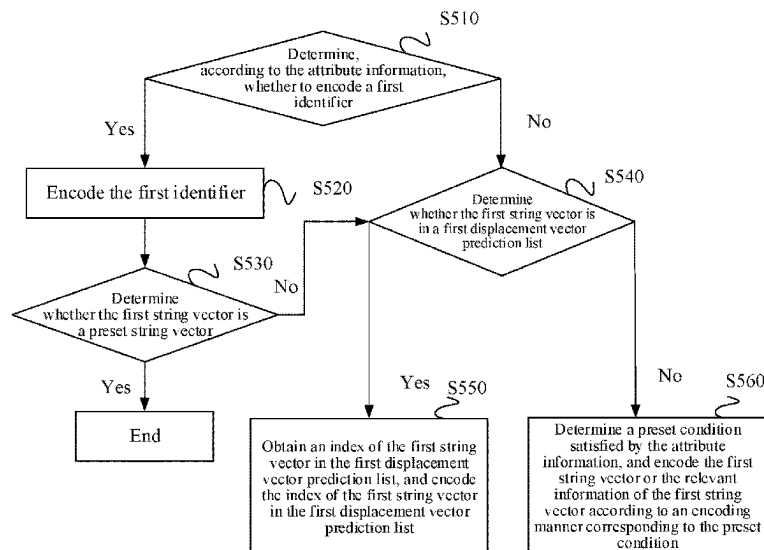 S510
Determine,
according to the attribute information,
whether to encode a first
identifier
Yes
No
Encode the first identifier
S520
S540
Determine
whether the first string vector is
in a first displacement vector
prediction list
S530
No
Determine
whether the first string vector is
a preset string vector
Yes
End
Yes
S550
No
S560
Obtain an index of the first string
vector in the first displacement
vector prediction list, and encode
the index of the first string vector
in the first displacement vector
prediction list
Determine a preset condition
satisfied by the attribute
information, and encode the first
string vector or the relevant
information of the first string
vector according to an encoding
manner corresponding to the preset
condition